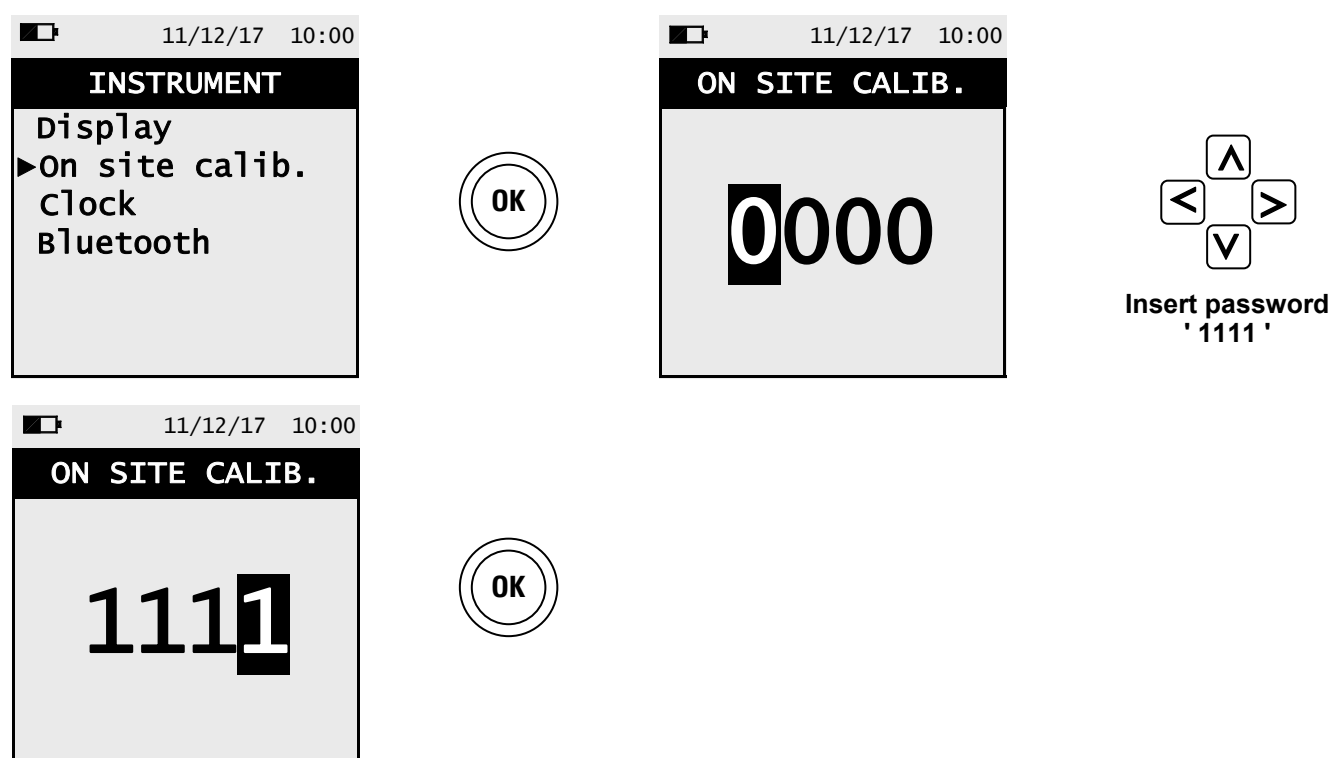 11/12/17 10:00
INSTRUMENT
Display
►On site calib.
Clock
Bluetooth
OK
11/12/17 10:00
ON SITE CALIB.
0000
< > ∧ ∨
Insert password
' 1111 '
11/12/17 10:00
ON SITE CALIB.
1111
OK